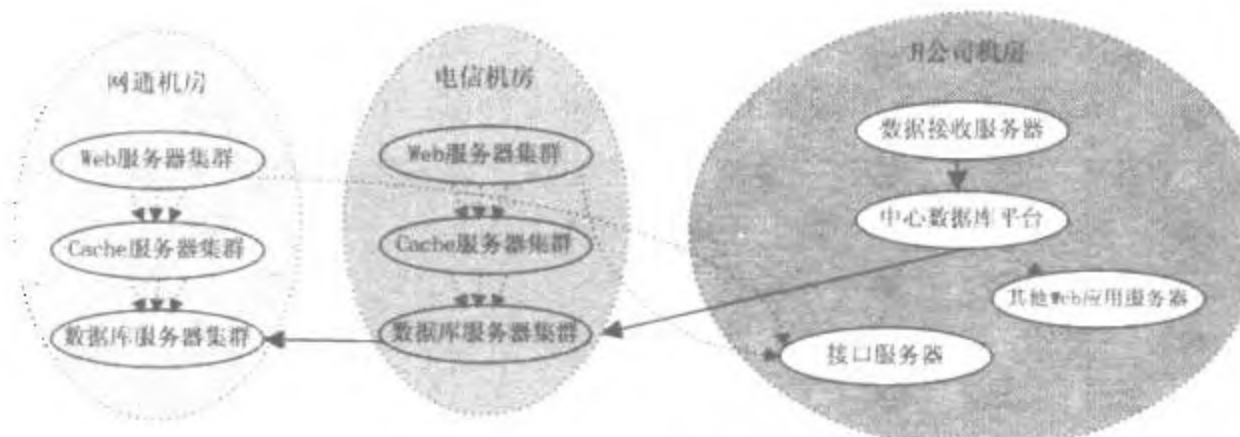 网通机房
Web服务器集群
Cache服务器集群
数据库服务器集群
电信机房
Web服务器集群
Cache服务器集群
数据库服务器集群
H公司机房
数据接收服务器
中心数据库平台
其他Web应用服务器
接口服务器